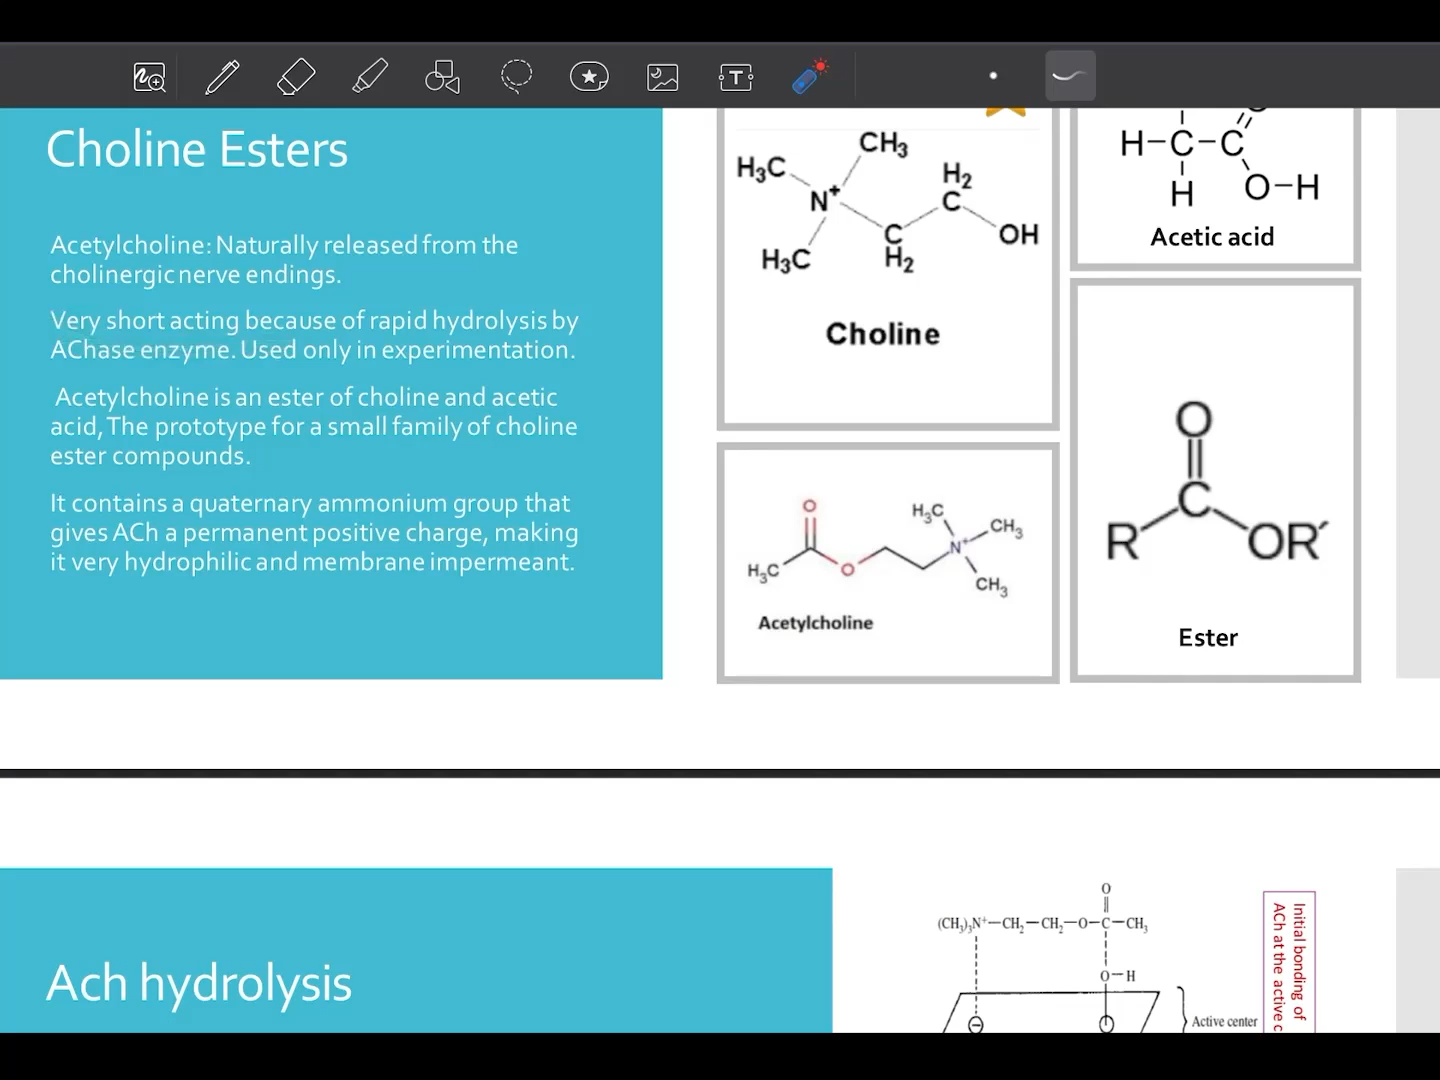 Choline Esters
Acetylcholine: Naturally released from the
cholinergic nerve endings.
Very short acting because of rapid hydrolysis by
AChase enzyme. Used only in experimentation.
Acetylcholine is an ester of choline and acetic
acid, The prototype for a small family of choline
ester compounds.
It contains a quaternary ammonium group that
gives ACh a permanent positive charge, making
it very hydrophilic and membrane impermeant.
CH3
H3C
N+
H2
C
OH
C
H2
H3C
Choline
H-C-C
H
O-H
Acetic acid
O
H3C
O
H3C
CH3
N+
CH3
Acetylcholine
O
C
R
OR′
Ester
Ach hydrolysis
O
(CH3)3N+—CH2—CH2—O—C—CH3
O—H
Active center
Initial bonding of
ACh at the active c